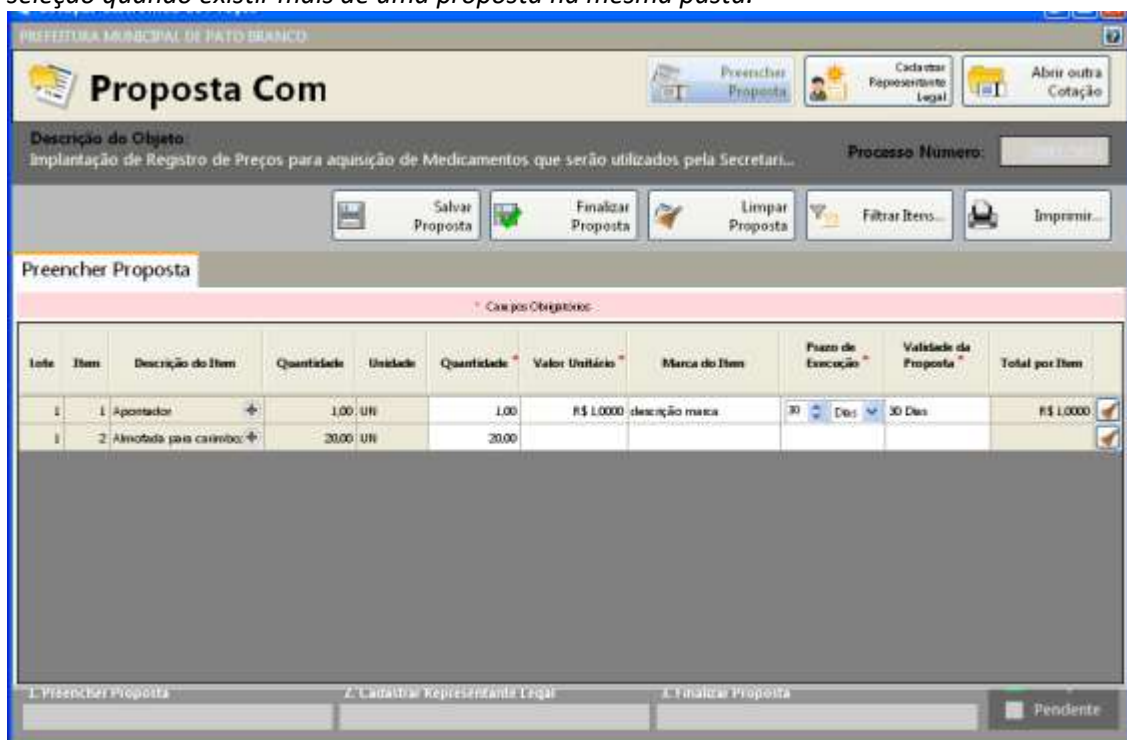 seleção quando existir mais de uma proposta na mesma pasta.
PREFEITURA MUNICIPAL DE PATO BRANCO
Proposta Com
Preencher Proposta
Cadastrar Representante Legal
Abrir outra Cotação
Descrição do Objeto:
Implantação de Registro de Preços para aquisição de Medicamentos que serão utilizados pela Secretari...
Processo Número:
Salvar Proposta
Finalizar Proposta
Limpar Proposta
Filtrar Itens...
Imprimir...
Preencher Proposta
* Campos Obrigatórios
Lote Item Descrição do Item Quantidade Unidade Quantidade * Valor Unitário * Marca do Item Prazo de Execução * Validade da Proposta * Total por Item
1 1 Apontador 1,00 UN 1,00 R$ 1,0000 descrição marca 30 Dias 30 Dias R$ 1,0000
1 2 Almofada para carimbo: 20,00 UN 20,00
1. Preencher Proposta 2. Cadastrar Representante Legal 3. Finalizar Proposta
Pendente